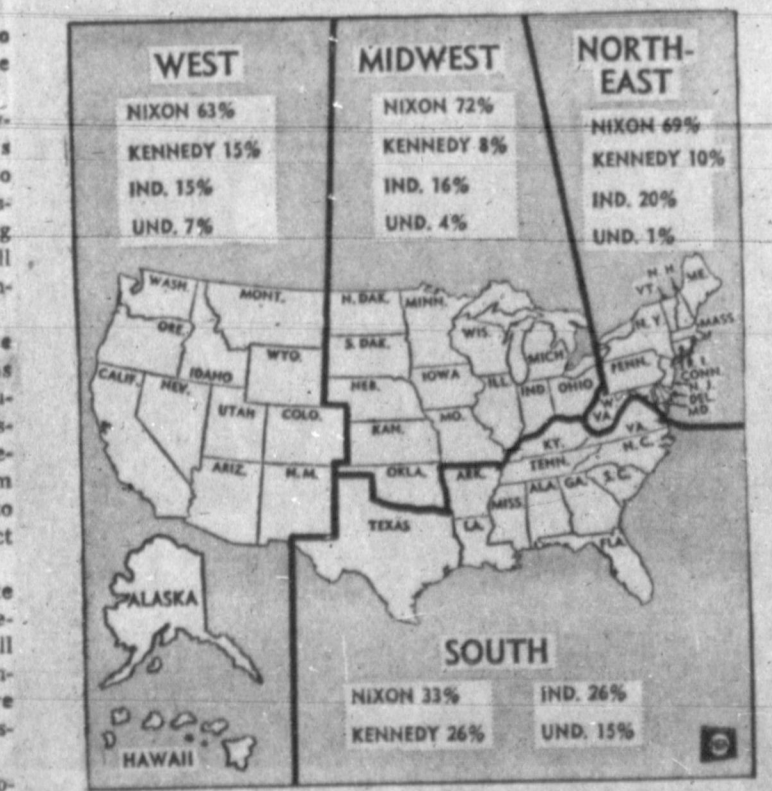 WEST
NIXON 63%
KENNEDY 15%
IND. 15%
UND. 7%
MIDWEST
NIXON 72%
KENNEDY 8%
IND. 16%
UND. 4%
NORTH-
EAST
NIXON 69%
KENNEDY 10%
IND. 20%
UND. 1%
WASH.
MONT.
ORE.
IDAHO
WYO.
CALIF.
NEV.
UTAH
COLO.
ARIZ.
N.M.
N. DAK.
MINN.
S. DAK.
WIS.
MICH
NEB.
IOWA
ILL.
IND
OHIO
KAN.
MO.
OKLA.
N. H.
VT.
ME.
N. Y.
MASS
PENN.
R. I.
CONN.
N. J.
DEL.
MD.
W.
VA.
KY.
VA.
TENN.
N. C.
ARK.
MISS.
ALA.
GA.
S. C.
TEXAS
LA.
FLA
ALASKA
HAWAII
SOUTH
NIXON 33%
KENNEDY 26%
IND. 26%
UND. 15%